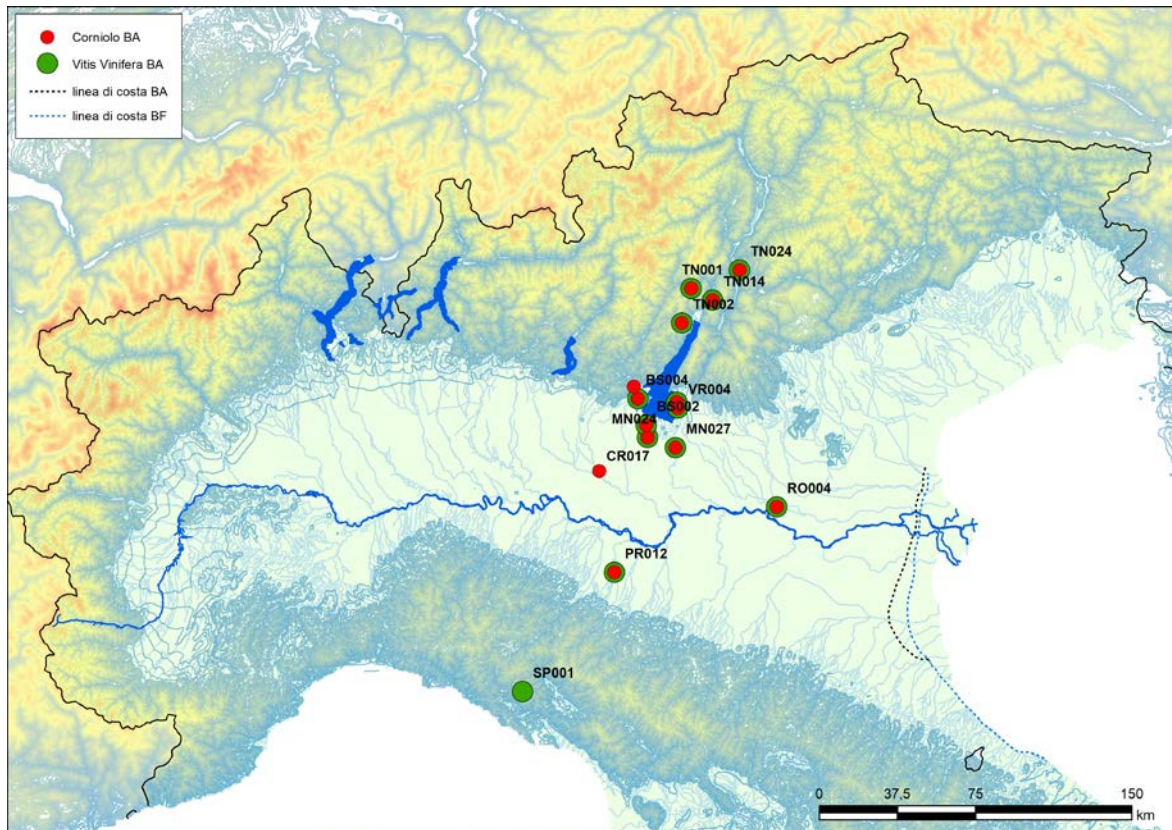 Corniolo BA
Vitis Vinifera BA
linea di costa BA
linea di costa BF
TN024
TN001
TN014
TN002
BS004
VR004
BS002
MN024
MN027
CR017
RO004
PR012
SP001
0 37,5 75 150
km